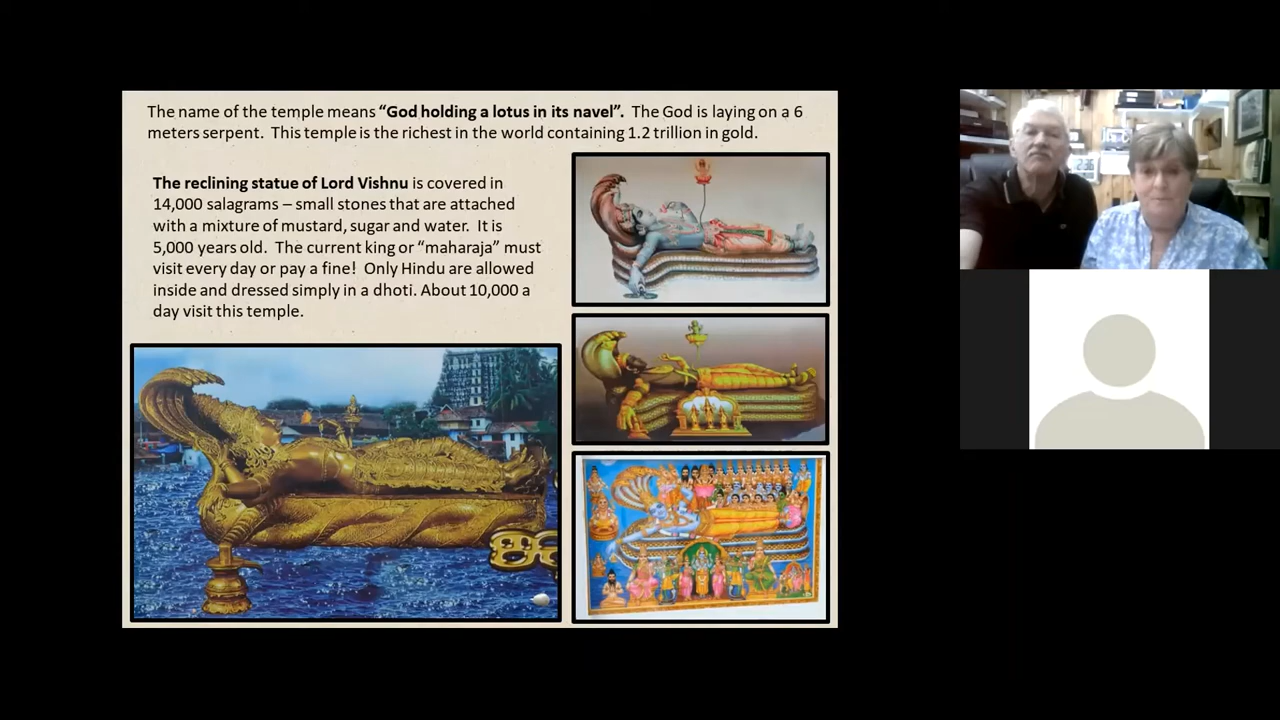 The name of the temple means “God holding a lotus in its navel”.  The God is laying on a 6
meters serpent.  This temple is the richest in the world containing 1.2 trillion in gold.
The reclining statue of Lord Vishnu is covered in
14,000 salagrams – small stones that are attached
with a mixture of mustard, sugar and water.  It is
5,000 years old.  The current king or “maharaja” must
visit every day or pay a fine!  Only Hindu are allowed
inside and dressed simply in a dhoti. About 10,000 a
day visit this temple.